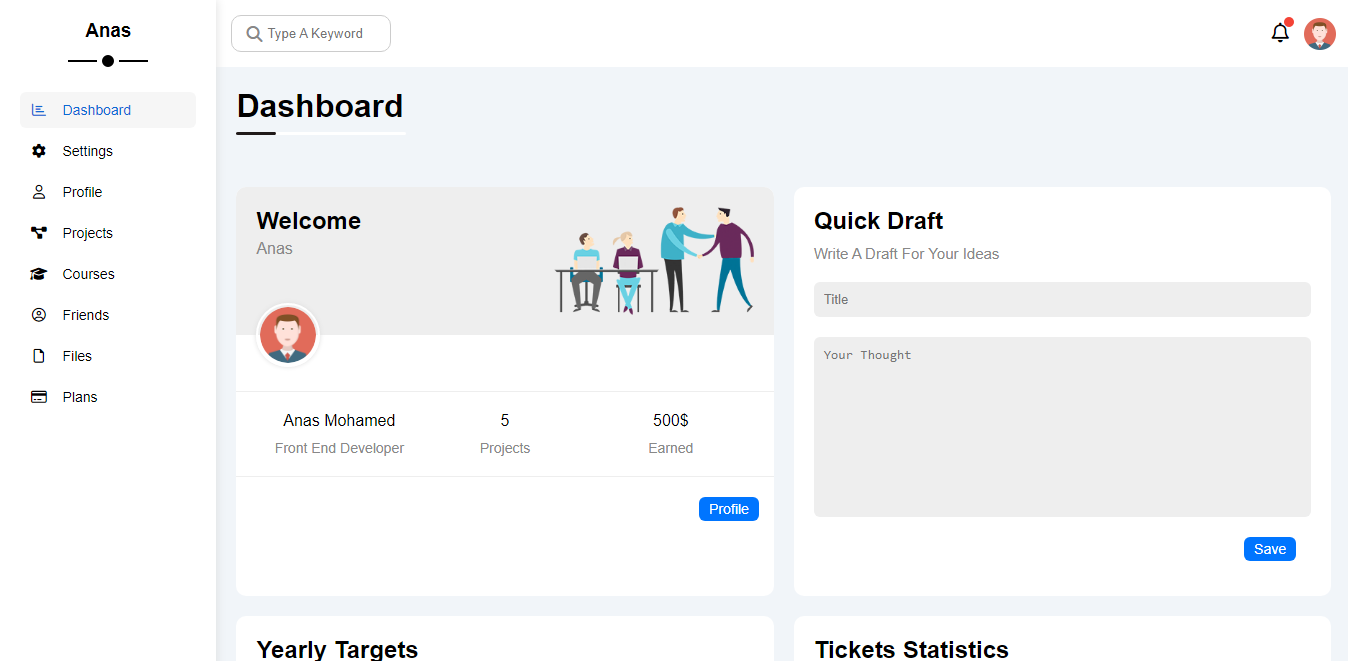 Anas
Dashboard
Settings
Profile
Projects
Courses
Friends
Files
Plans
Type A Keyword
Dashboard
Welcome
Anas
Anas Mohamed
Front End Developer
5
Projects
500$
Earned
Profile
Quick Draft
Write A Draft For Your Ideas
Title
Your Thought
Save
Yearly Targets
Tickets Statistics